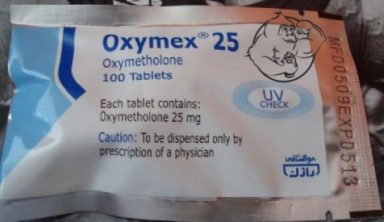 Oxymex® 25
Oxymetholone
100 Tablets
Each tablet contains:
Oxymetholone 25 mg
Caution: To be dispensed only by
prescription of a physician
UV
CHECK
MFD0509EXP0513